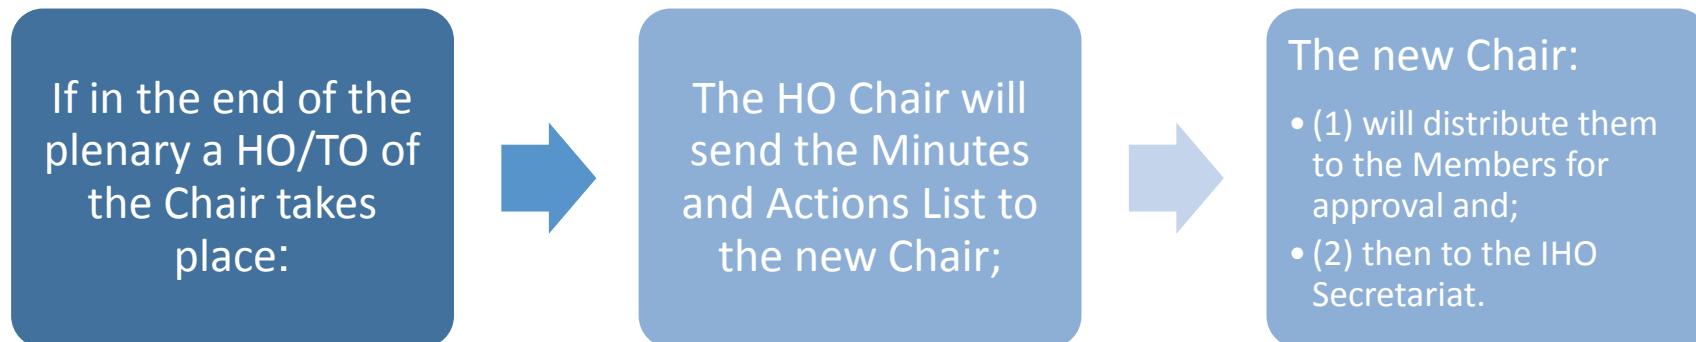 If in the end of the
plenary a HO/TO of
the Chair takes
place:
The HO Chair will
send the Minutes
and Actions List to
the new Chair;
The new Chair:
• (1) will distribute them
to the Members for
approval and;
• (2) then to the IHO
Secretariat.